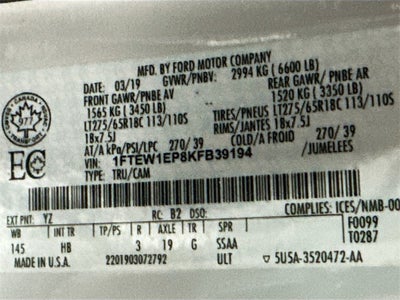 MFD. BY FORD MOTOR COMPANY
DATE: 03/19 GVWR/PNBV: 2994 KG (6600 LB)
FRONT GAWR/PNBE AV REAR GAWR/PNBE AR
1565 KG (3450 LB) 1520 KG (3350 LB)
LT275/65R18C 113/110S TIRES/PNEUS LT275/65R18C 113/110S
18x7.5J RIMS/JANTES 18x7.5J
AT/A kPa/PSI/LPC 270/ 39 COLD/A FROID 270/ 39
VIN: 1FTEW1EP8KFB39194 /JUMELEES
TYPE: TRU/CAM
CANADA
EC
COMPLIES: ICES/NMB-00
EXT PNT: YZ RC: B2 DSO: F0099
WB INT TR TP/PS R AXLE TR SPR T0287
145 HB 3 19 G SSAA
MADE IN U.S.A. 2201903072792 ULT 5U5A-3520472-AA